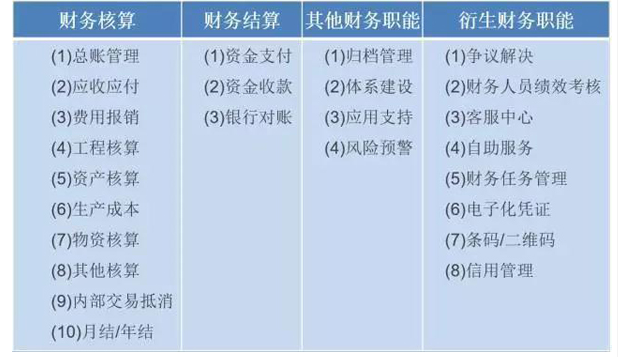 财务核算 财务结算 其他财务职能 衍生财务职能
(1)总账管理 (1)资金支付 (1)归档管理 (1)争议解决
(2)应收应付 (2)资金收款 (2)体系建设 (2)财务人员绩效考核
(3)费用报销 (3)银行对账 (3)应用支持 (3)客服中心
(4)工程核算 (4)风险预警 (4)自助服务
(5)资产核算 (5)财务任务管理
(6)生产成本 (6)电子化凭证
(7)物资核算 (7)条码/二维码
(8)其他核算 (8)信用管理
(9)内部交易抵消
(10)月结/年结